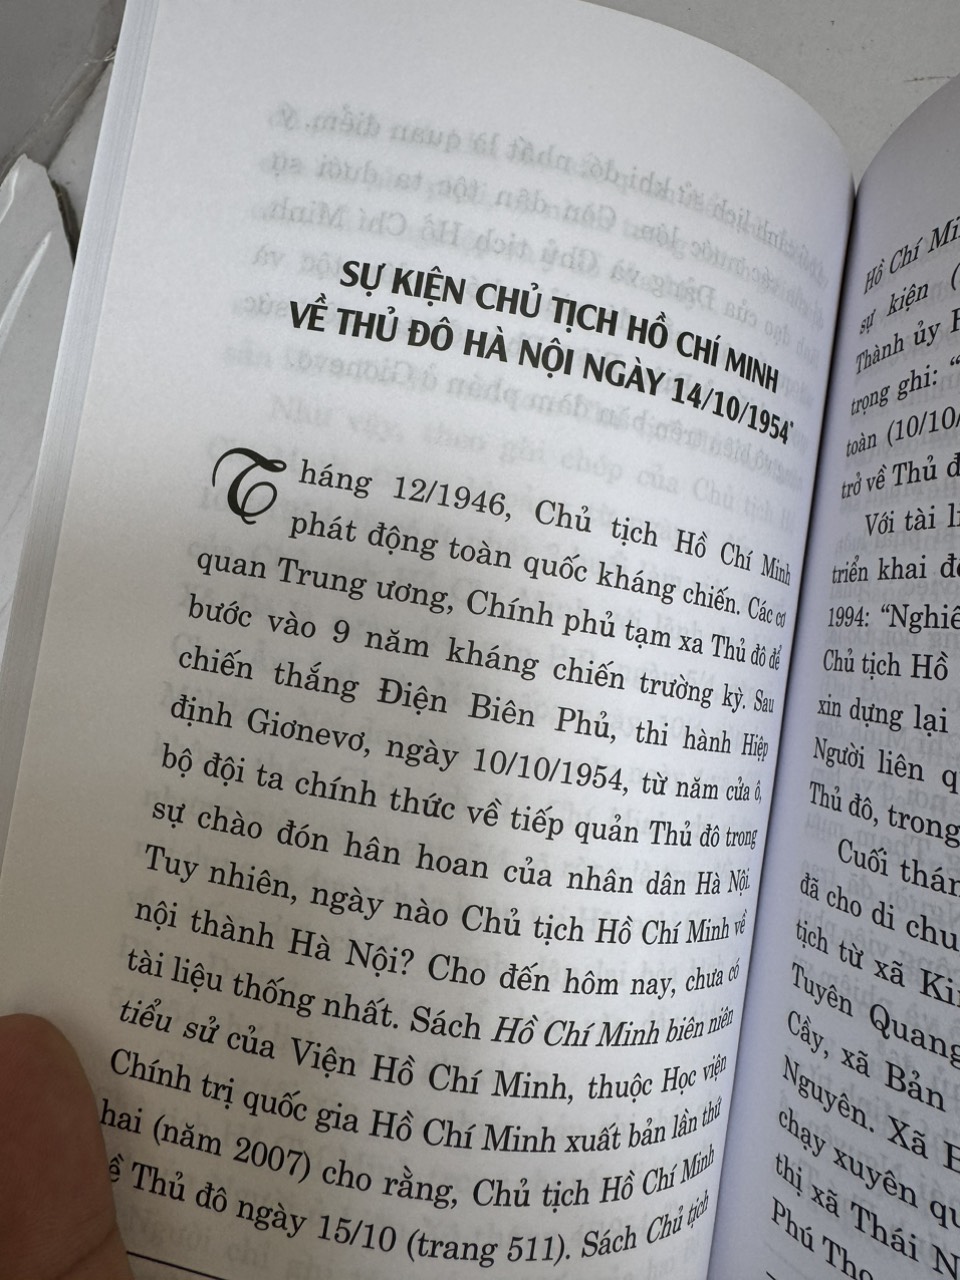 SỰ KIỆN CHỦ TỊCH HỒ CHÍ MINH
VỀ THỦ ĐÔ HÀ NỘI NGÀY 14/10/1954*
Tháng 12/1946, Chủ tịch Hồ Chí Minh
phát động toàn quốc kháng chiến. Các cơ
quan Trung ương, Chính phủ tạm xa Thủ đô để
bước vào 9 năm kháng chiến trường kỳ. Sau
chiến thắng Điện Biên Phủ, thi hành Hiệp
định Giơnevơ, ngày 10/10/1954, từ năm cửa ô,
bộ đội ta chính thức về tiếp quản Thủ đô trong
sự chào đón hân hoan của nhân dân Hà Nội.
Tuy nhiên, ngày nào Chủ tịch Hồ Chí Minh về
nội thành Hà Nội? Cho đến hôm nay, chưa có
tài liệu thống nhất. Sách Hồ Chí Minh biên niên
tiểu sử của Viện Hồ Chí Minh, thuộc Học viện
Chính trị quốc gia Hồ Chí Minh xuất bản lần thứ
hai (năm 2007) cho rằng, Chủ tịch Hồ Chí Minh
ề Thủ đô ngày 15/10 (trang 511). Sách Chủ tịch
Hồ Chí Mi
sự kiện (
Thành ủy
trọng ghi: “
toàn (10/10/
trở về Thủ đ
Với tài li
triển khai đ
1994: “Nghiê
Chủ tịch Hồ
xin dựng lại
Người liên q
Thủ đô, trong
Cuối thán
đã cho di chu
tịch từ xã Ki
Tuyên Quang
Cầy, xã Bản
Nguyên. Xã B
chạy xuyên qu
thị xã Thái N
Phú Thọ